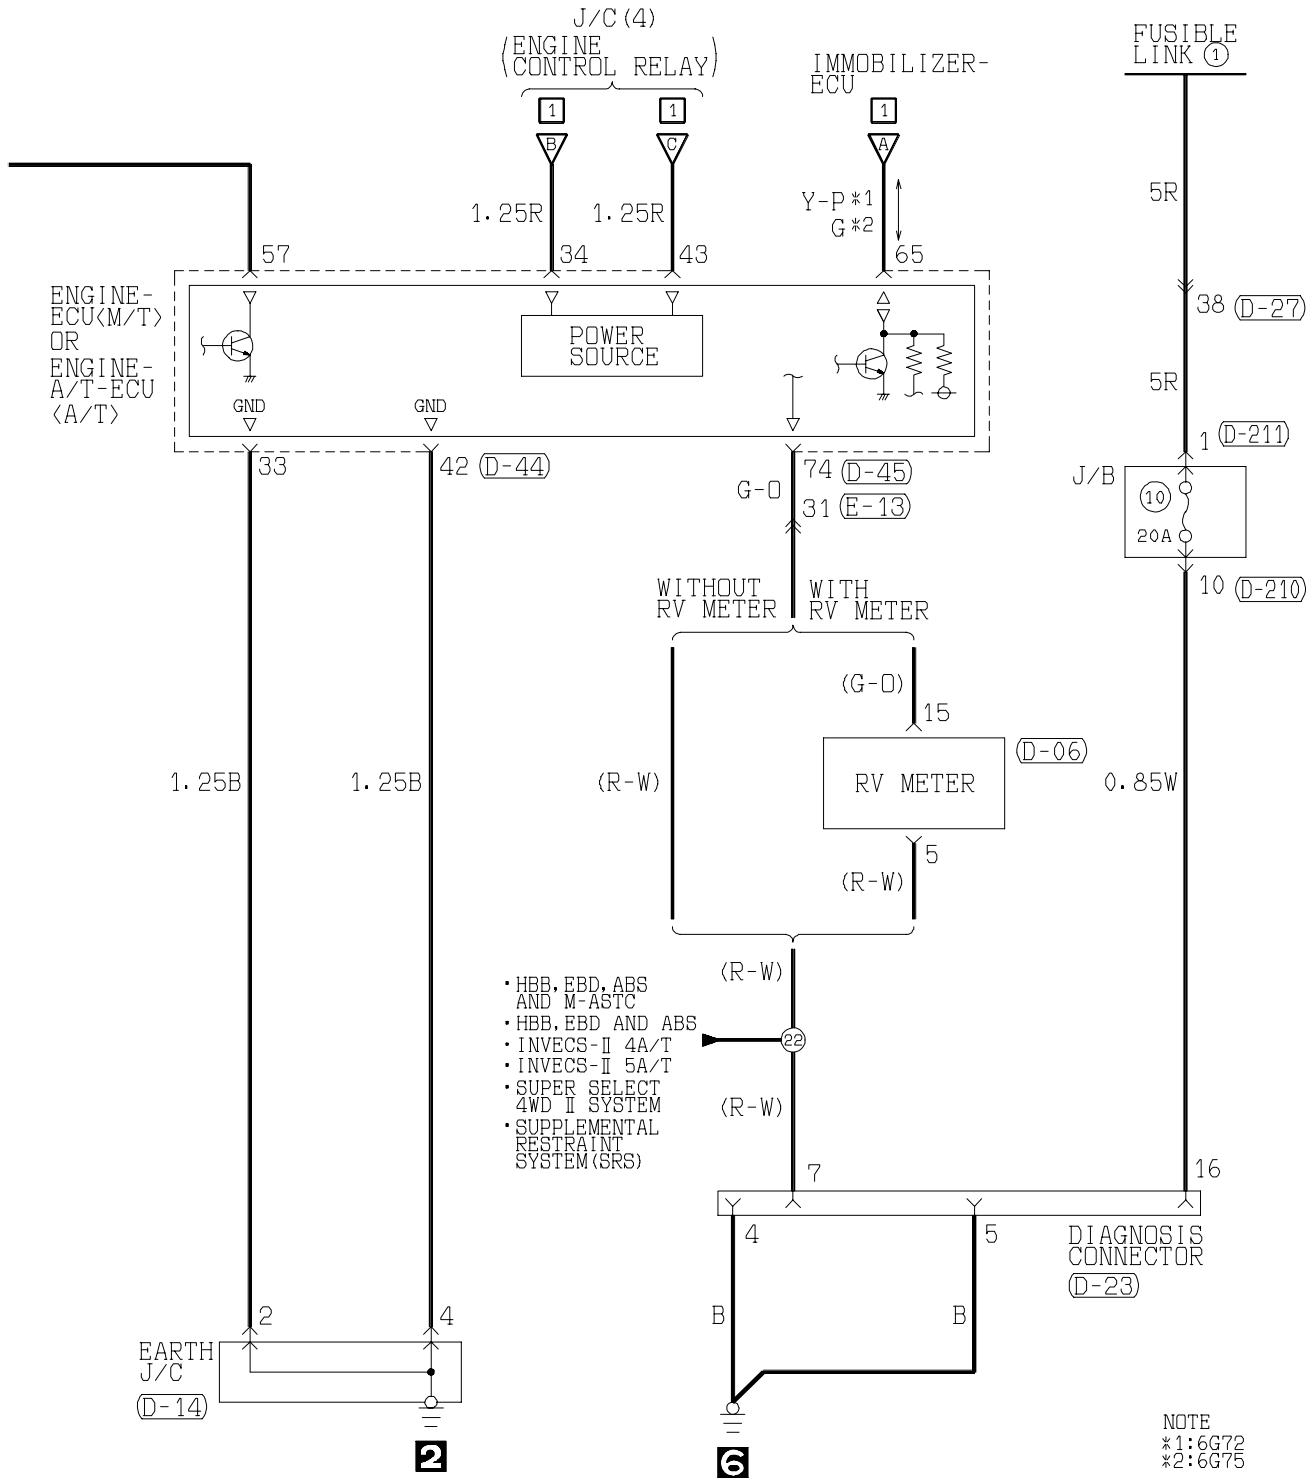 J/C(4)
(ENGINE
CONTROL RELAY)
IMMOBILIZER-
ECU
FUSIBLE
LINK ①
1
1
1
B
C
A
1.25R
1.25R
Y-P*1
G*2
5R
57
34
43
65
ENGINE-
ECU<M/T>
OR
ENGINE-
A/T-ECU
<A/T>
POWER
SOURCE
38 D-27
5R
GND
GND
33
42 D-44
74 D-45
G-O
31 E-13
1 D-211
J/B
10
20A
10 D-210
WITHOUT
RV METER
WITH
RV METER
(G-O)
15
D-06
RV METER
1.25B
1.25B
(R-W)
0.85W
5
(R-W)
(R-W)
・HBB,EBD,ABS
AND M-ASTC
・HBB,EBD AND ABS
・INVECS-Ⅱ 4A/T
・INVECS-Ⅱ 5A/T
・SUPER SELECT
4WD Ⅱ SYSTEM
・SUPPLEMENTAL
RESTRAINT
SYSTEM(SRS)
22
(R-W)
7
16
4
5
DIAGNOSIS
CONNECTOR
D-23
B
B
2
4
EARTH
J/C
D-14
2
6
NOTE
*1:6G72
*2:6G75